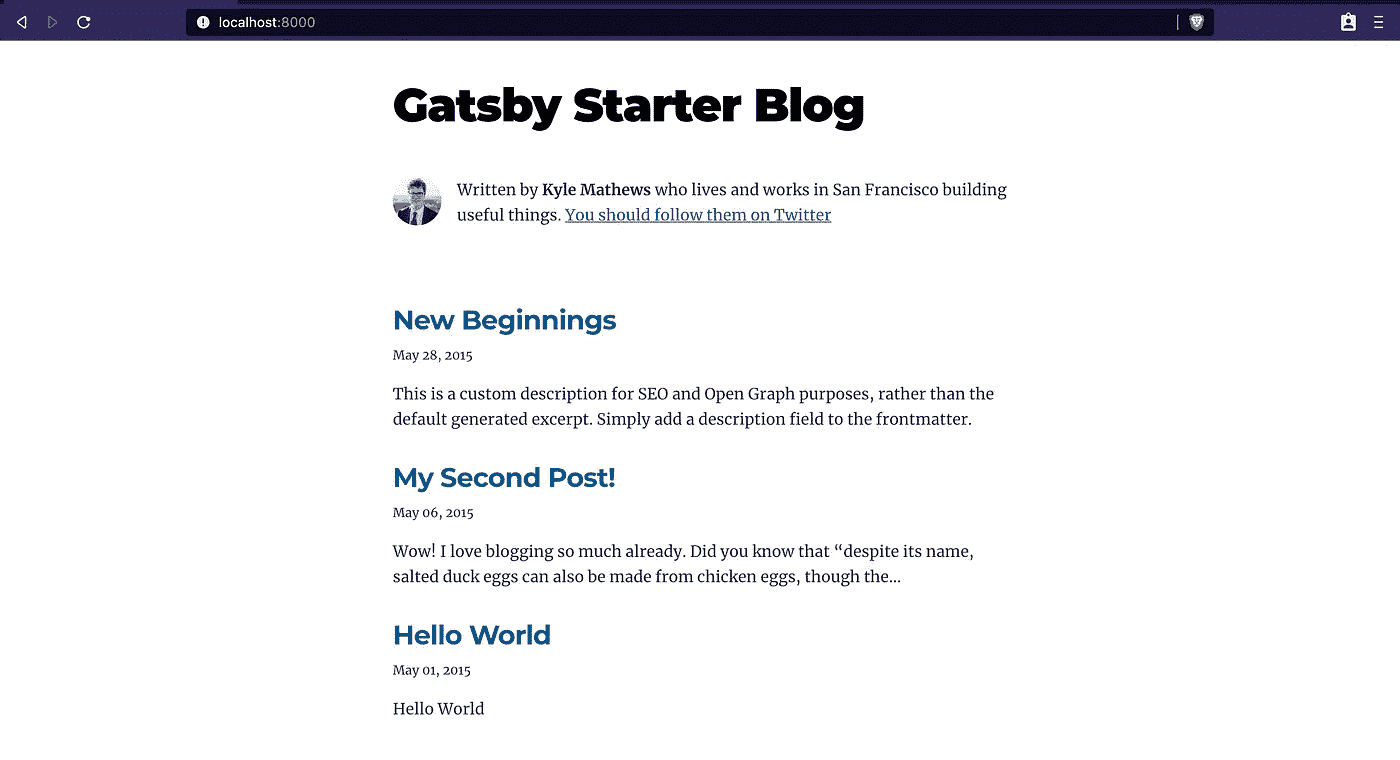 localhost:8000
Gatsby Starter Blog
Written by Kyle Mathews who lives and works in San Francisco building
useful things. You should follow them on Twitter
New Beginnings
May 28, 2015
This is a custom description for SEO and Open Graph purposes, rather than the
default generated excerpt. Simply add a description field to the frontmatter.
My Second Post!
May 06, 2015
Wow! I love blogging so much already. Did you know that “despite its name,
salted duck eggs can also be made from chicken eggs, though the…
Hello World
May 01, 2015
Hello World